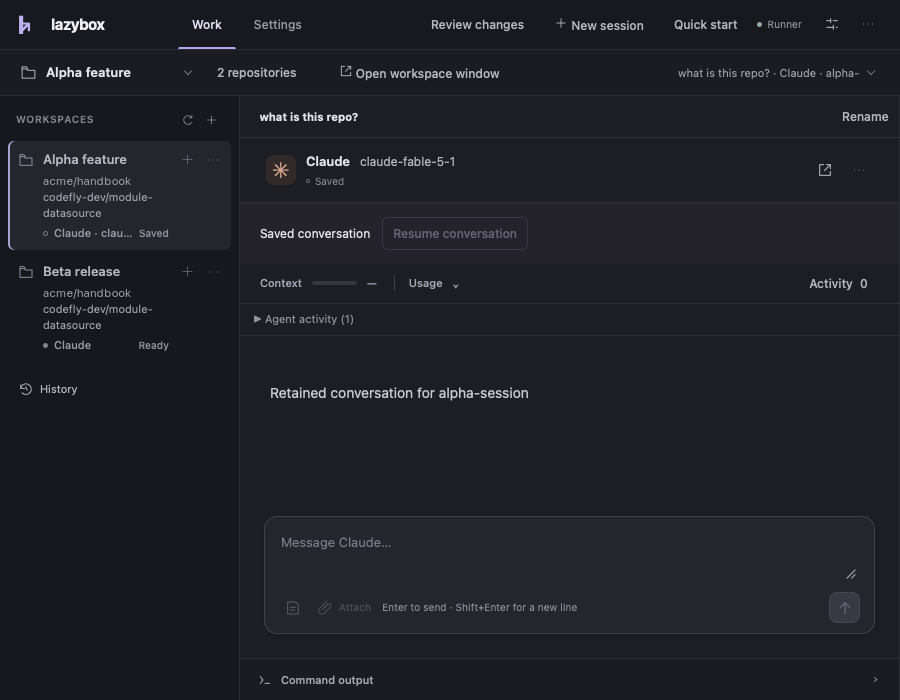 lazybox
Work
Settings
Review changes
New session
Quick start
Runner
Alpha feature
2 repositories
Open workspace window
what is this repo? · Claude · alpha-
WORKSPACES
Alpha feature
acme/handbook
codefly-dev/module-
datasource
Claude · clau... Saved
Beta release
acme/handbook
codefly-dev/module-
datasource
Claude Ready
History
what is this repo?
Rename
Claude claude-fable-5-1
Saved
Saved conversation
Resume conversation
Context —
Usage
Activity 0
Agent activity (1)
Retained conversation for alpha-session
Message Claude...
Attach
Enter to send · Shift+Enter for a new line
Command output